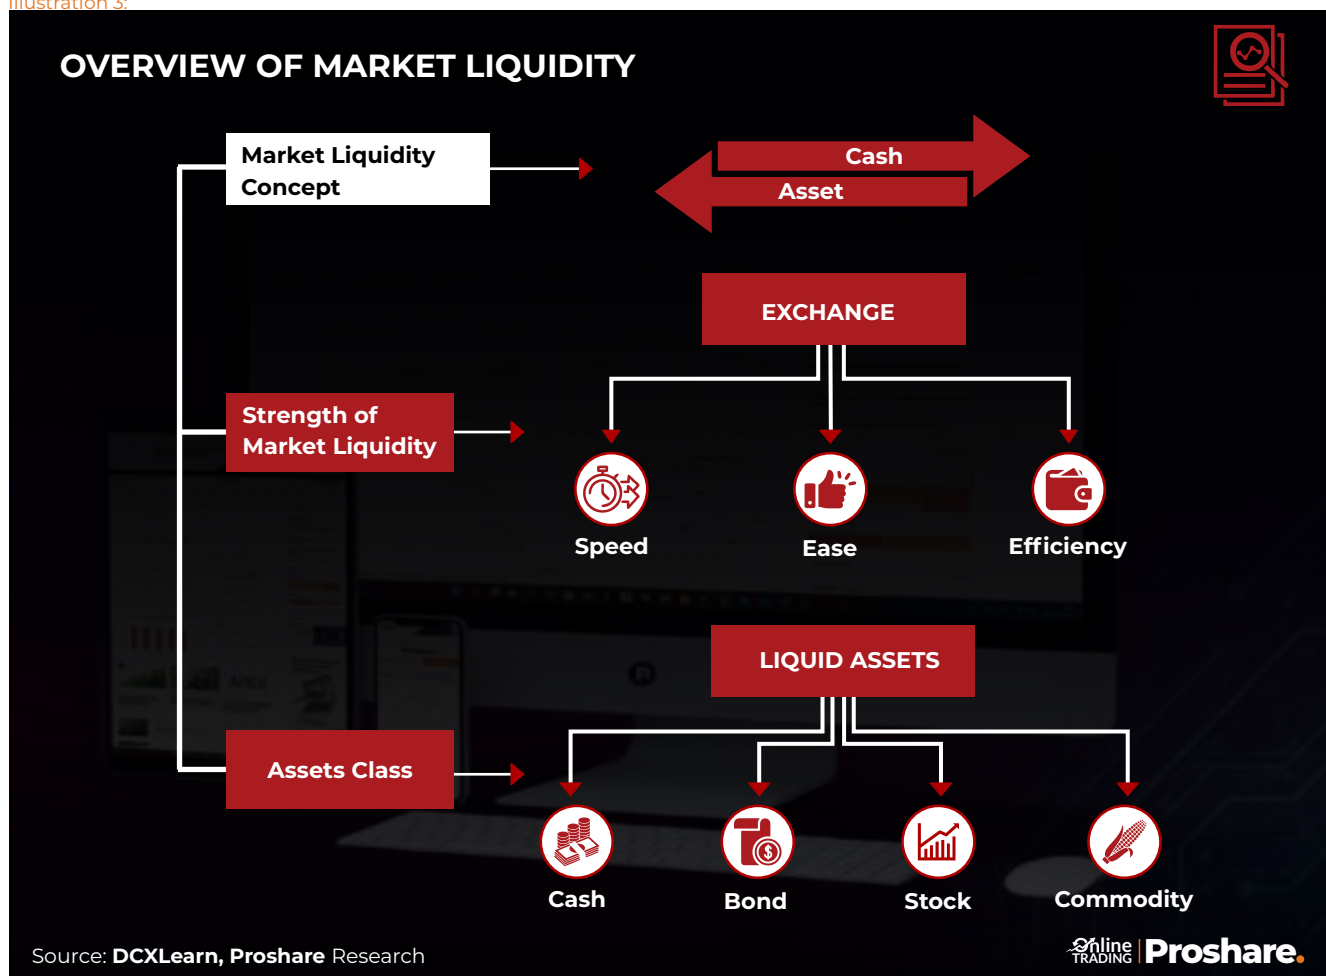 Illustration 3:
OVERVIEW OF MARKET LIQUIDITY
Market Liquidity
Concept
Cash
Asset
EXCHANGE
Strength of
Market Liquidity
Speed
Ease
Efficiency
LIQUID ASSETS
Assets Class
Cash
Bond
Stock
Commodity
Source: DCXLearn, Proshare Research
Online
TRADING
Proshare.